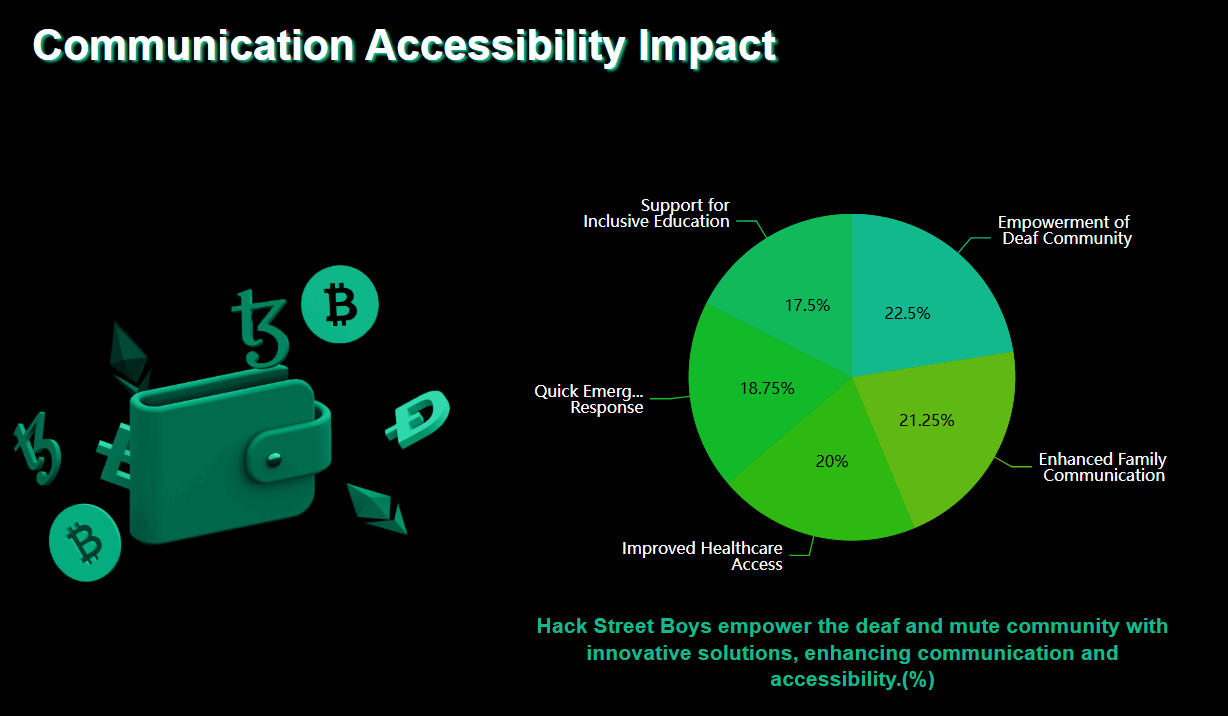 Communication Accessibility Impact
Support for
Inclusive Education
Empowerment of
Deaf Community
17.5%
22.5%
Quick Emerg...
Response
18.75%
21.25%
20%
Enhanced Family
Communication
Improved Healthcare
Access
Hack Street Boys empower the deaf and mute community with
innovative solutions, enhancing communication and
accessibility.(%)